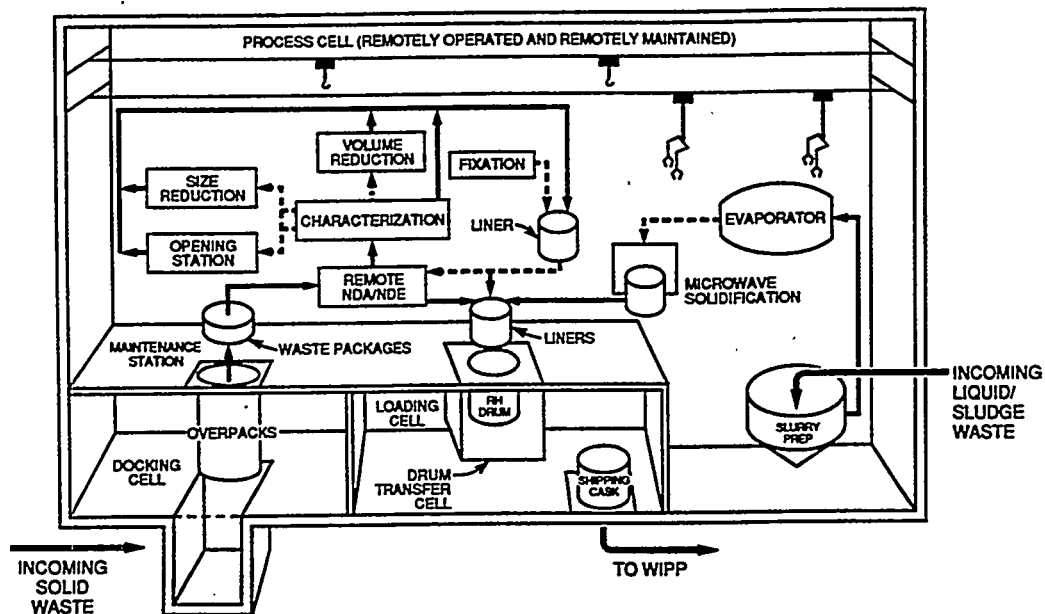 PROCESS CELL (REMOTELY OPERATED AND REMOTELY MAINTAINED)
VOLUME
REDUCTION
FIXATION
SIZE
REDUCTION
CHARACTERIZATION
LINER
EVAPORATOR
OPENING
STATION
REMOTE
NDA/NDE
MICROWAVE
SOLIDIFICATION
MAINTENANCE
STATION
WASTE PACKAGES
LINERS
INCOMING
LIQUID/
SLUDGE
WASTE
LOADING
CELL
RH
DRUM
SLURRY
PREP
OVERPACKS
DOCKING
CELL
DRUM
TRANSFER
CELL
SHIPPING
CASK
INCOMING
SOLID
WASTE
TO WIPP